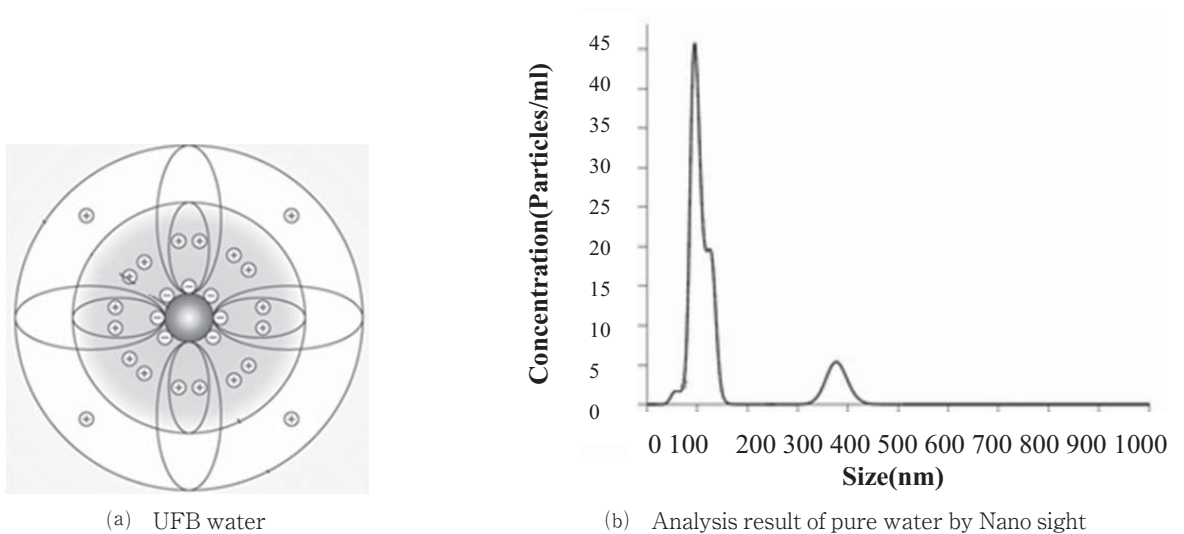 Concentration(Particles/ml)
45
40
35
30
25
20
15
10
5
0
0 100 200 300 400 500 600 700 800 900 1000
Size(nm)
(a) UFB water
(b) Analysis result of pure water by Nano sight